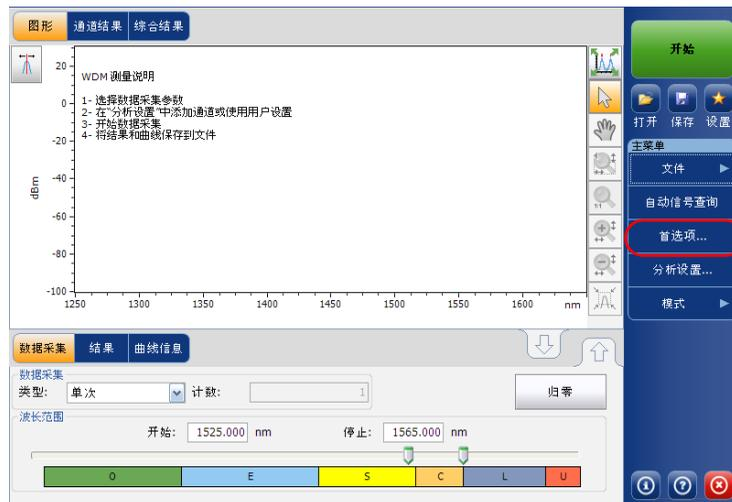 图形 通道结果 综合结果
WDM 测量说明
1- 选择数据采集参数
2- 在“分析设置”中添加通道或使用用户设置
3- 开始数据采集
4- 将结果和曲线保存到文件
20
0
-20
-40
-60
-80
-100
dBm
1250 1300 1350 1400 1450 1500 1550 1600 nm
1:1
开始
打开 保存 设置
主菜单
文件
自动信号查询
首选项...
分析设置...
模式
数据采集 结果 曲线信息
数据采集
类型: 单次 计数: 1
归零
波长范围
开始: 1525.000 nm 停止: 1565.000 nm
O E S C L U